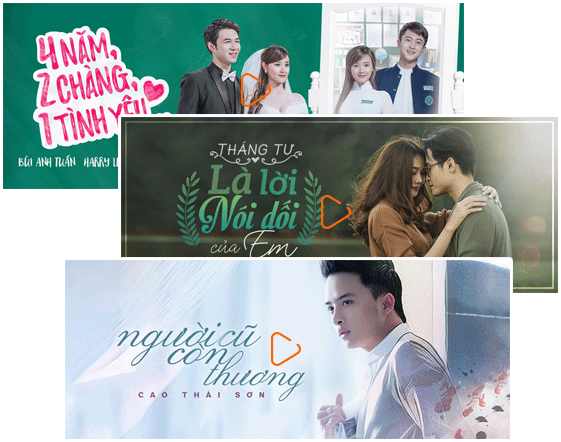 4 NĂM,
2 CHÀNG,
1 TÌNH YÊU
BÙI ANH TUẤN HARRY
THÁNG TƯ
Là lời
Nói dối
của Em
người cũ
còn
thương
CAO THÁI SƠN